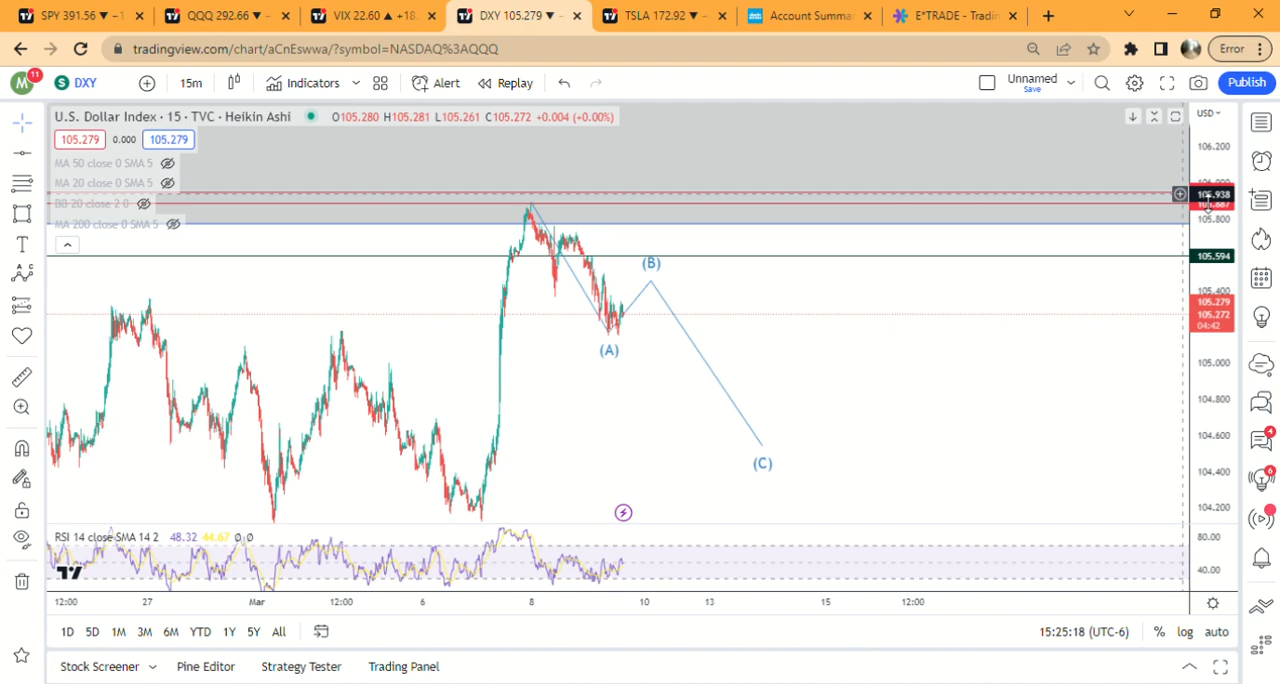 SPY 391.56 ▼ −1
QQQ 292.66 ▼ −
VIX 22.60 ▲ +18.
DXY 105.279 ▼ −
TSLA 172.92 ▼ −
Account Summa
E*TRADE - Tradin
tradingview.com/chart/aCnEswwa/?symbol=NASDAQ%3AQQQ
Error
M 11 S DXY 15m Indicators Alert Replay Unnamed Save Publish
U.S. Dollar Index · 15 · TVC · Heikin Ashi O105.280 H105.281 L105.261 C105.272 +0.004 (+0.00%)
USD
105.279 0.000 105.279
106.200
MA 50 close 0 SMA 5
MA 20 close 0 SMA 5
105.938
BB 20 close 2 0
105.800
MA 200 close 0 SMA 5
105.594
(B)
105.400
105.279
105.272
04:42
(A)
105.000
104.800
104.600
(C)
104.400
104.200
4
6
RSI 14 close SMA 14 2 48.32 44.67 Ø Ø
80.00
40.00
12:00 27 Mar 12:00 6 8 10 13 15 12:00
1D 5D 1M 3M 6M YTD 1Y 5Y All 15:25:18 (UTC-6) % log auto
Stock Screener Pine Editor Strategy Tester Trading Panel